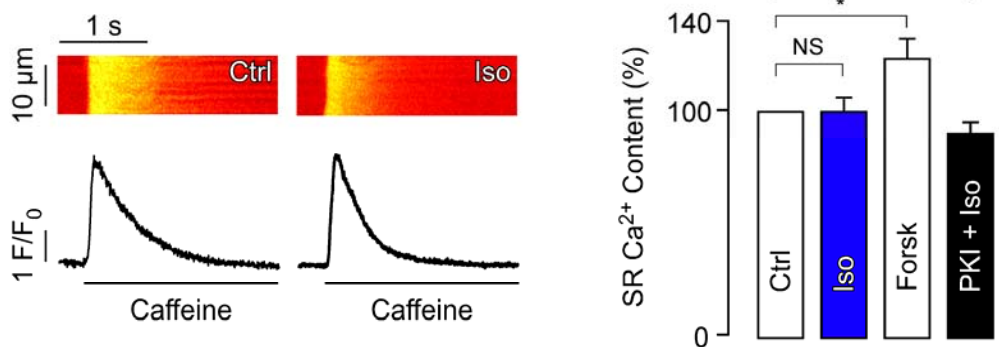 1 s
10 µm
Ctrl
Iso
1 F/F0
Caffeine
Caffeine
*
NS
140
100
0
SR Ca2+ Content (%)
Ctrl
Iso
Forsk
PKI + Iso